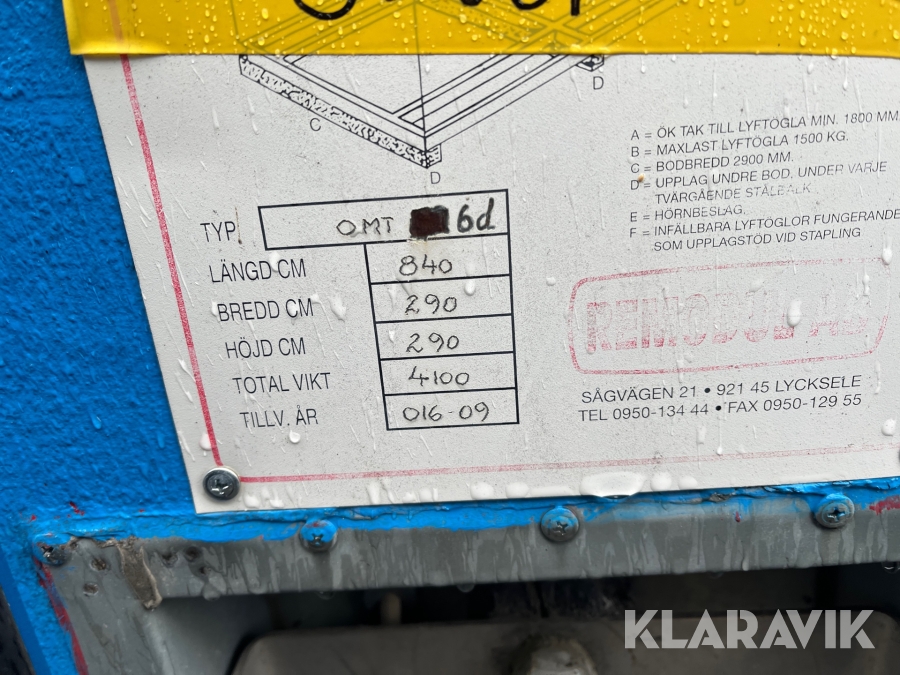 C
D
D
A = ÖK TAK TILL LYFTÖGLA MIN. 1800 MM.
B = MAXLAST LYFTÖGLA 1500 KG.
C = BODBREDD 2900 MM.
D = UPPLAG UNDRE BOD, UNDER VARJE
TVÄRGÅENDE STÅLBALK.
E = HÖRNBESLAG.
F = INFÄLLBARA LYFTÖGLOR FUNGERANDE
SOM UPPLAGSTÖD VID STAPLING
TYP OMT 6d
LÄNGD CM 840
BREDD CM 290
HÖJD CM 290
TOTAL VIKT 4100
TILLV. ÅR 016-09
REMODUL AB
SÅGVÄGEN 21 • 921 45 LYCKSELE
TEL 0950-134 44 • FAX 0950-129 55
KLARAVIK